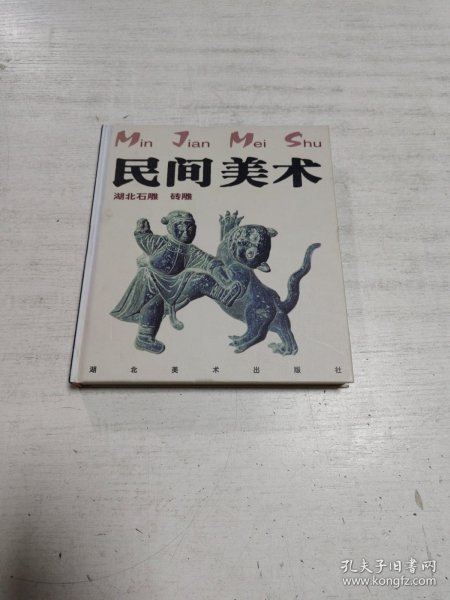 Min Jian Mei Shu
民间美术
湖北石雕 砖雕
湖北美术出版社
孔夫子旧书网
www.kongfz.com